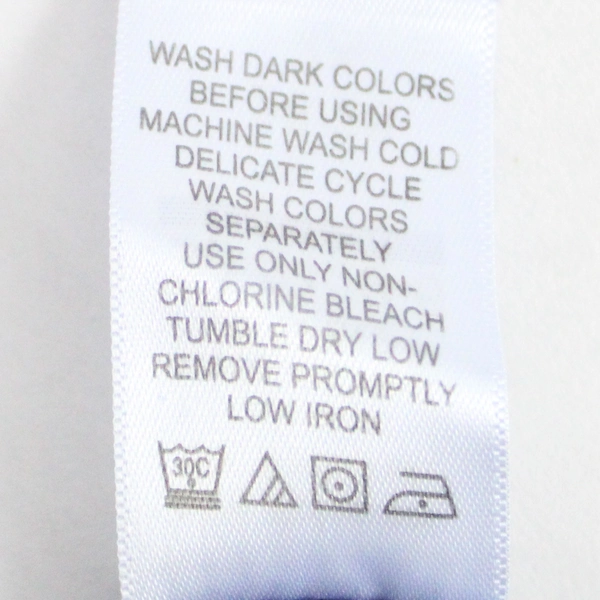 WASH DARK COLORS
BEFORE USING
MACHINE WASH COLD
DELICATE CYCLE
WASH COLORS
SEPARATELY
USE ONLY NON-
CHLORINE BLEACH
TUMBLE DRY LOW
REMOVE PROMPTLY
LOW IRON
30C